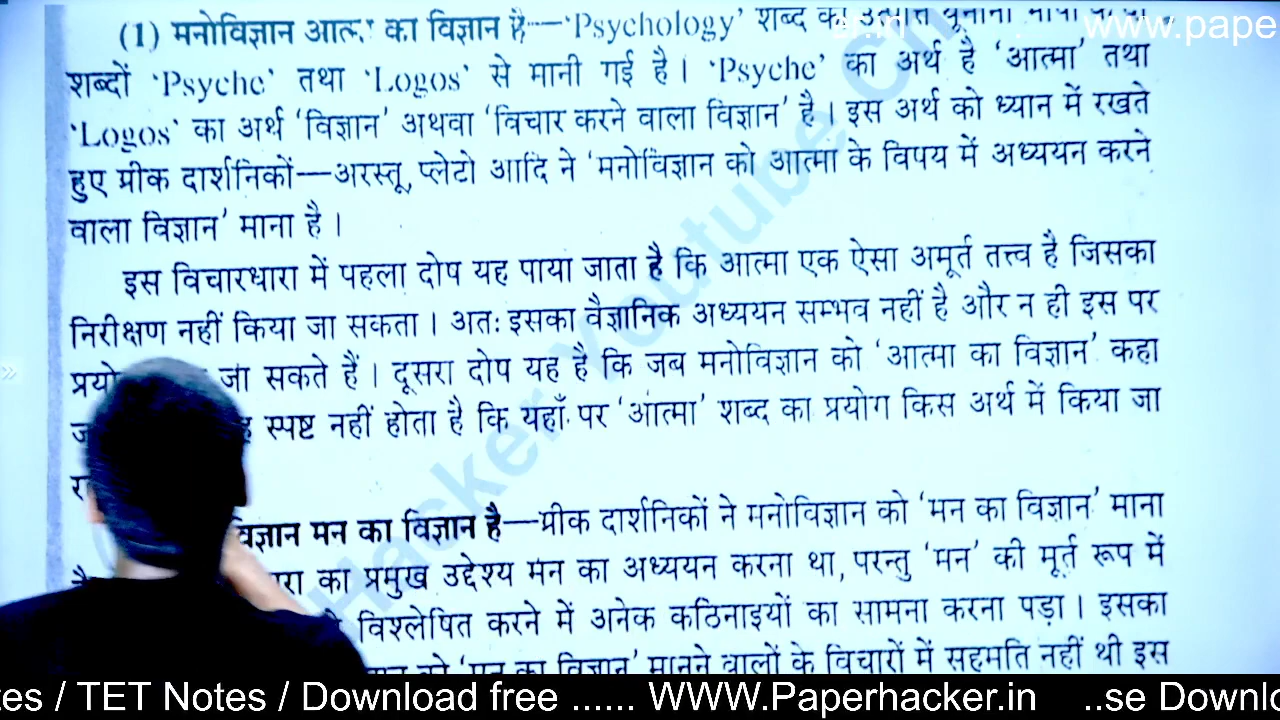 (1) मनोविज्ञान आत्मा का विज्ञान है—'Psychology' शब्द की
www.pape
शब्दों 'Psyche' तथा 'Logos' से मानी गई है। 'Psyche' का अर्थ है 'आत्मा' तथा
'Logos' का अर्थ 'विज्ञान' अथवा 'विचार करने वाला विज्ञान' है। इस अर्थ को ध्यान में रखते
हुए ग्रीक दार्शनिकों—अरस्तू, प्लेटो आदि ने 'मनोविज्ञान को आत्मा के विषय में अध्ययन करने
वाला विज्ञान' माना है।
इस विचारधारा में पहला दोष यह पाया जाता है कि आत्मा एक ऐसा अमूर्त तत्त्व है जिसका
निरीक्षण नहीं किया जा सकता। अतः इसका वैज्ञानिक अध्ययन सम्भव नहीं है और न ही इस पर
जा सकते हैं। दूसरा दोष यह है कि जब मनोविज्ञान को 'आत्मा का विज्ञान' कहा
स्पष्ट नहीं होता है कि यहाँ पर 'आत्मा' शब्द का प्रयोग किस अर्थ में किया जा
विज्ञान मन का विज्ञान है—ग्रीक दार्शनिकों ने मनोविज्ञान को 'मन का विज्ञान' माना
का प्रमुख उद्देश्य मन का अध्ययन करना था, परन्तु 'मन' की मूर्त रूप में
विश्लेषित करने में अनेक कठिनाइयों का सामना करना पड़ा। इसका
को 'मन का विज्ञान' मानने वालों के विचारों में सहमति नहीं थी इस
Hacker Youtube
tes / TET Notes / Download free ...... WWW.Paperhacker.in ..se Downlo